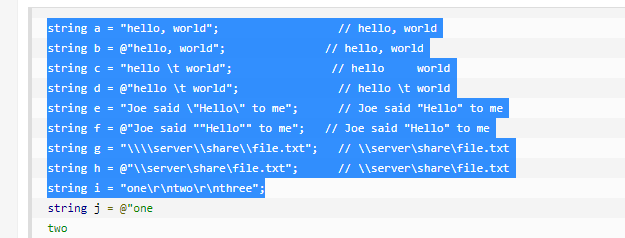 string a = "hello, world";                  // hello, world
string b = @"hello, world";               // hello, world
string c = "hello \t world";               // hello     world
string d = @"hello \t world";               // hello \t world
string e = "Joe said \"Hello\" to me";      // Joe said "Hello" to me
string f = @"Joe said ""Hello"" to me";   // Joe said "Hello" to me
string g = "\\\\server\\share\\file.txt";   // \\server\share\file.txt
string h = @"\\server\share\file.txt";      // \\server\share\file.txt
string i = "one\r\ntwo\r\nthree";
string j = @"one
two